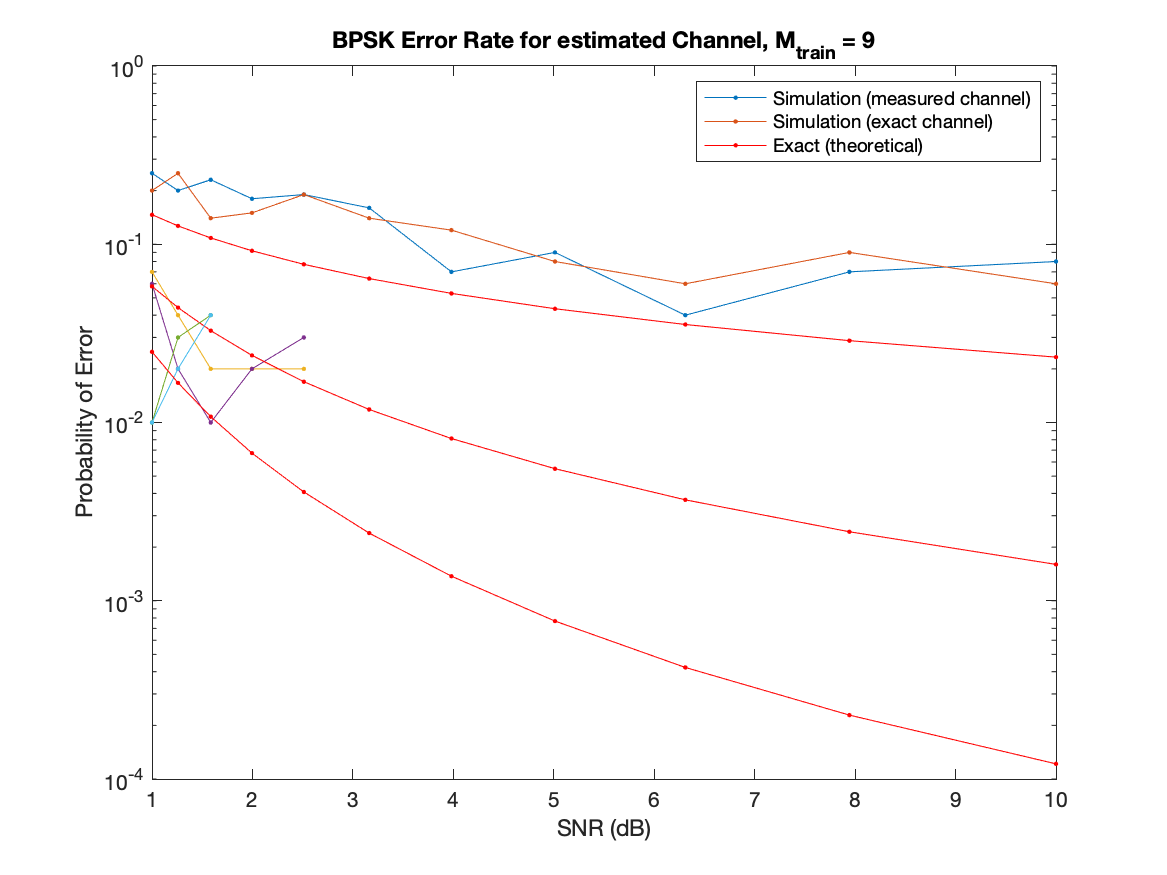 BPSK Error Rate for estimated Channel, M_train = 9
Simulation (measured channel)
Simulation (exact channel)
Exact (theoretical)
Probability of Error
10^0
10^-1
10^-2
10^-3
10^-4
1 2 3 4 5 6 7 8 9 10
SNR (dB)